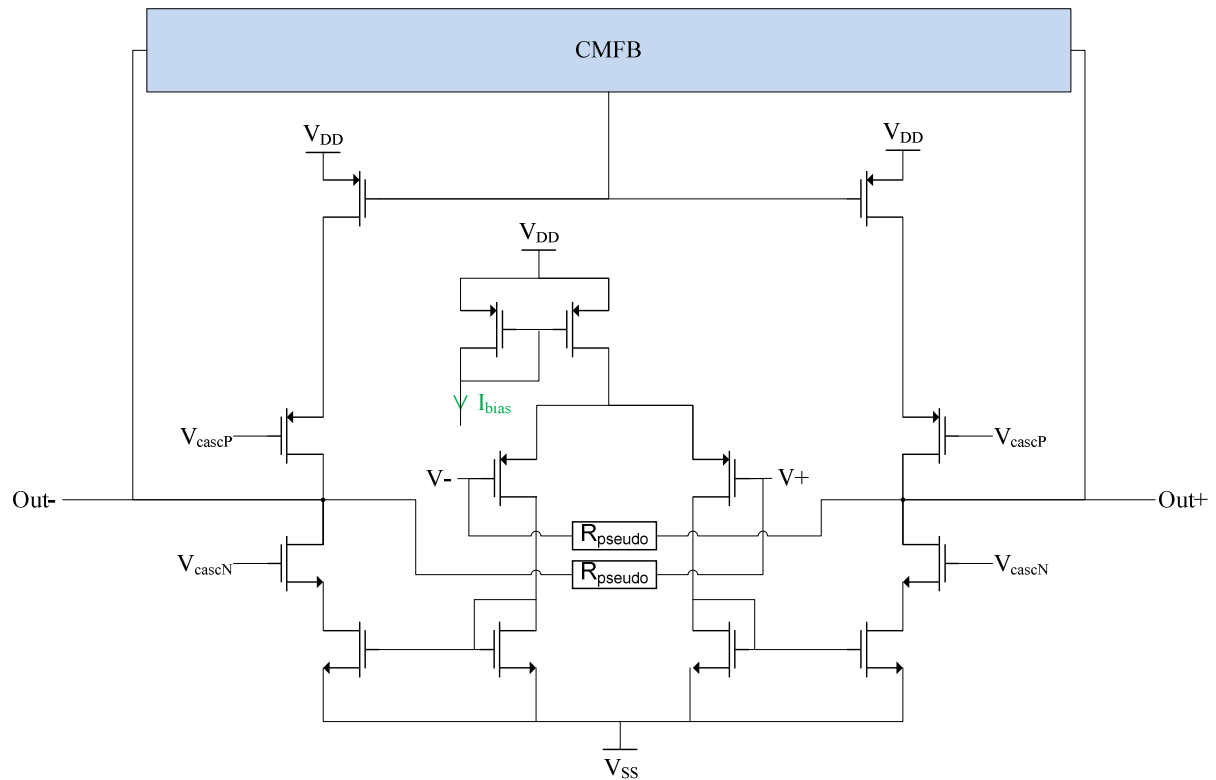 CMFB
VDD
VDD
VDD
Ibias
VcascP
VcascP
V-
V+
Out-
Out+
Rpseudo
VcascN
VcascN
Rpseudo
VSS